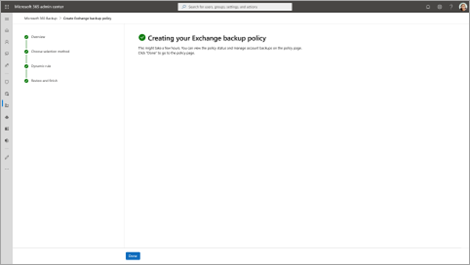 Microsoft 365 admin center
Search for users, groups, settings, and actions
Microsoft 365 Backup / Create Exchange backup policy
Overview
Choose selection method
Dynamic rule
Review and finish
Creating your Exchange backup policy
This might take a few hours. You can view the policy status and manage account backups on the policy page.
Click "Done" to go to the policy page.
Done